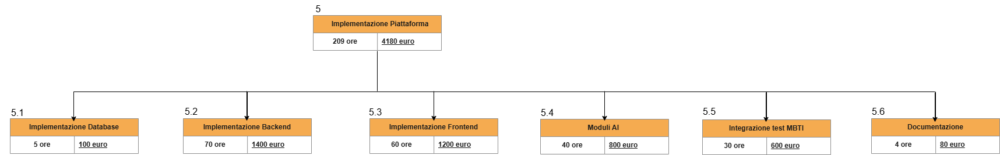 5
Implementazione Piattaforma
209 ore 4180 euro
5.1
Implementazione Database
5 ore 100 euro
5.2
Implementazione Backend
70 ore 1400 euro
5.3
Implementazione Frontend
60 ore 1200 euro
5.4
Moduli AI
40 ore 800 euro
5.5
Integrazione test MBTI
30 ore 600 euro
5.6
Documentazione
4 ore 80 euro